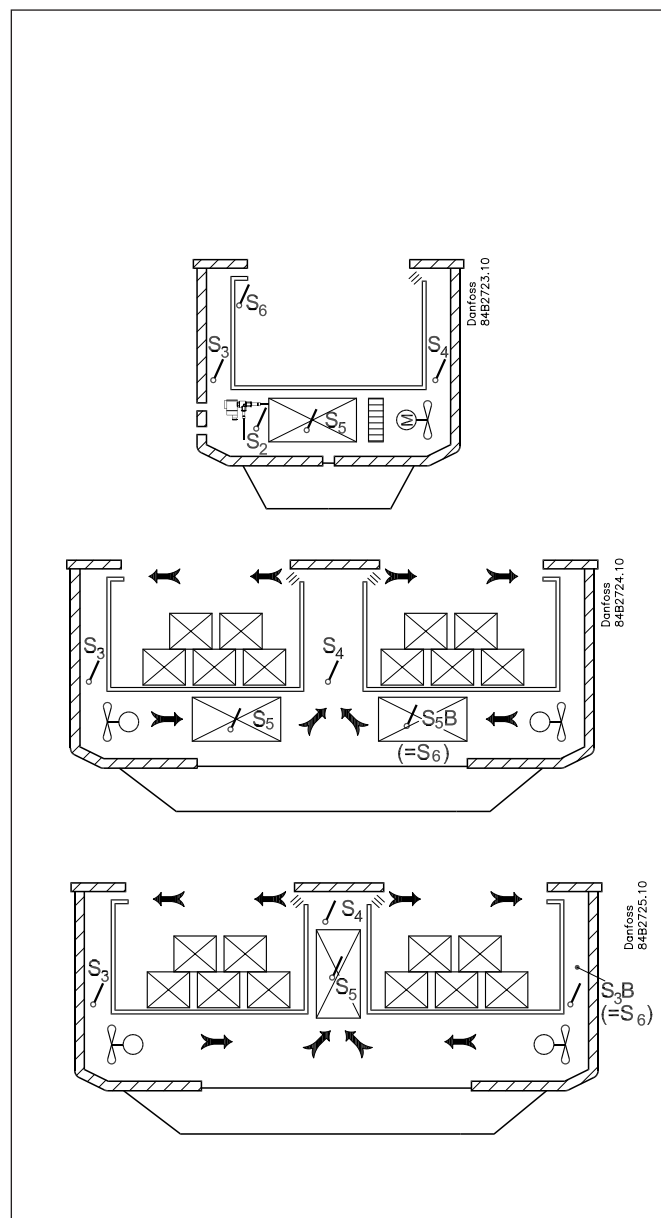 S6
S3
S4
S5
S2
M
Danfoss
84B2723.10
S3
S4
S5
S5B
(=S6)
Danfoss
84B2724.10
S3
S4
S5
S3B
(=S6)
Danfoss
84B2725.10